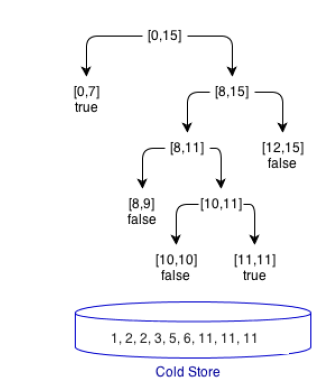 [0,15]
[0,7]
true
[8,15]
[8,11]
[12,15]
false
[8,9]
false
[10,11]
[10,10]
false
[11,11]
true
1, 2, 2, 3, 5, 6, 11, 11, 11
Cold Store